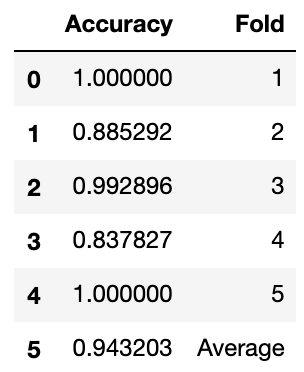 Accuracy Fold
0 1.000000 1
1 0.885292 2
2 0.992896 3
3 0.837827 4
4 1.000000 5
5 0.943203 Average